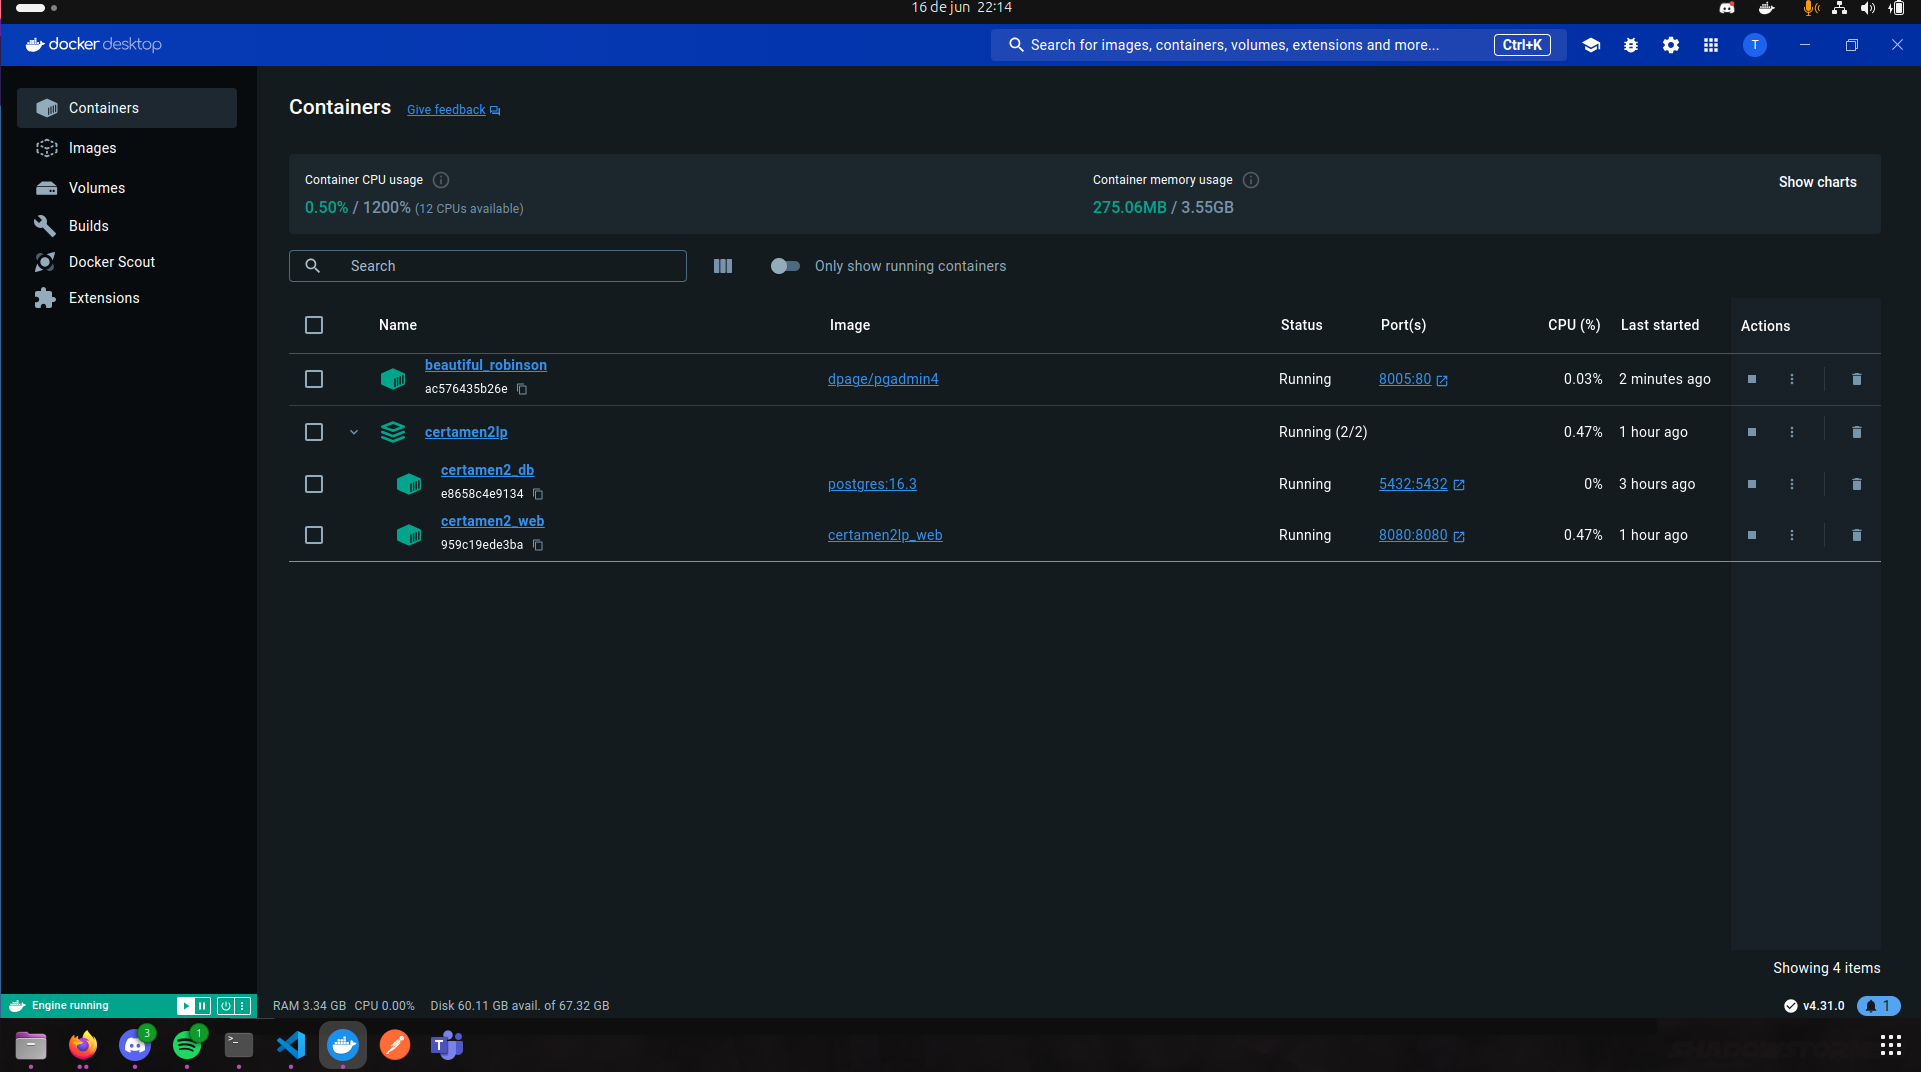 16 de jun 22:14
docker desktop
Search for images, containers, volumes, extensions and more...
Ctrl+K
T
Containers
Images
Volumes
Builds
Docker Scout
Extensions
Containers Give feedback
Container CPU usage
0.50% / 1200% (12 CPUs available)
Container memory usage
275.06MB / 3.55GB
Show charts
Search
Only show running containers
Name Image Status Port(s) CPU (%) Last started Actions
beautiful_robinson
ac576435b26e
dpage/pgadmin4 Running 8005:80 0.03% 2 minutes ago
certamen2lp Running (2/2) 0.47% 1 hour ago
certamen2_db
e8658c4e9134
postgres:16.3 Running 5432:5432 0% 3 hours ago
certamen2_web
959c19ede3ba
certamen2lp_web Running 8080:8080 0.47% 1 hour ago
Showing 4 items
Engine running
RAM 3.34 GB CPU 0.00% Disk 60.11 GB avail. of 67.32 GB
v4.31.0
1
3
1
T